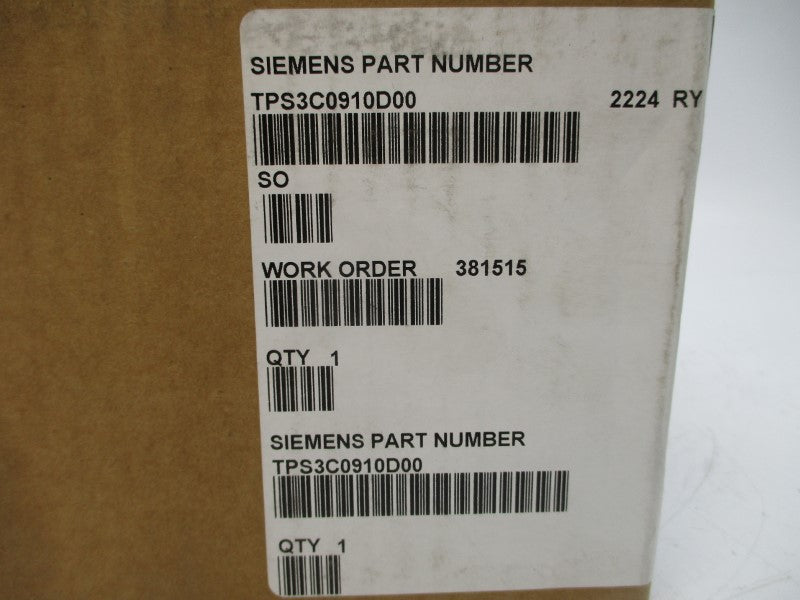 SIEMENS PART NUMBER
TPS3C0910D00 2224 RY
SO
WORK ORDER 381515
QTY 1
SIEMENS PART NUMBER
TPS3C0910D00
QTY 1